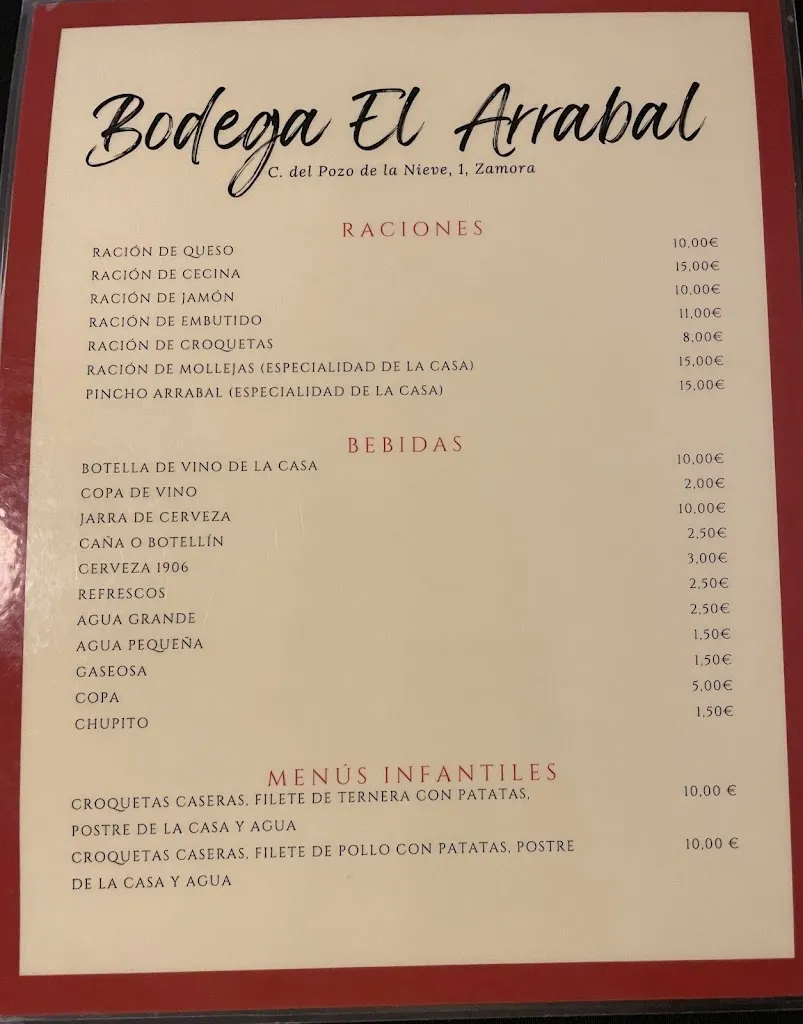 Bodega El Arrabal
C. del Pozo de la Nieve, 1, Zamora
RACIONES
RACIÓN DE QUESO 10,00€
RACIÓN DE CECINA 15,00€
RACIÓN DE JAMÓN 10,00€
RACIÓN DE EMBUTIDO 11,00€
RACIÓN DE CROQUETAS 8,00€
RACIÓN DE MOLLEJAS (ESPECIALIDAD DE LA CASA) 15,00€
PINCHO ARRABAL (ESPECIALIDAD DE LA CASA) 15,00€
BEBIDAS
BOTELLA DE VINO DE LA CASA 10,00€
COPA DE VINO 2,00€
JARRA DE CERVEZA 10,00€
CAÑA O BOTELLÍN 2,50€
CERVEZA 1906 3,00€
REFRESCOS 2,50€
AGUA GRANDE 2,50€
AGUA PEQUEÑA 1,50€
GASEOSA 1,50€
COPA 5,00€
CHUPITO 1,50€
MENÚS INFANTILES
CROQUETAS CASERAS, FILETE DE TERNERA CON PATATAS, 10,00 €
POSTRE DE LA CASA Y AGUA
CROQUETAS CASERAS, FILETE DE POLLO CON PATATAS, POSTRE 10,00 €
DE LA CASA Y AGUA